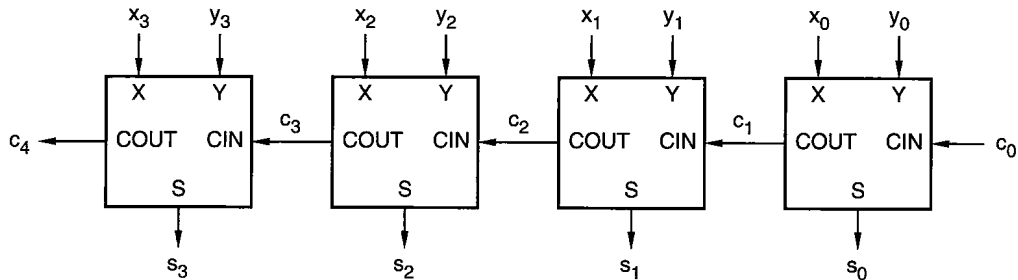 x3 y3 x2 y2 x1 y1 x0 y0
X Y X Y X Y X Y
c4 COUT CIN c3 COUT CIN c2 COUT CIN c1 COUT CIN c0
S S S S
s3 s2 s1 s0